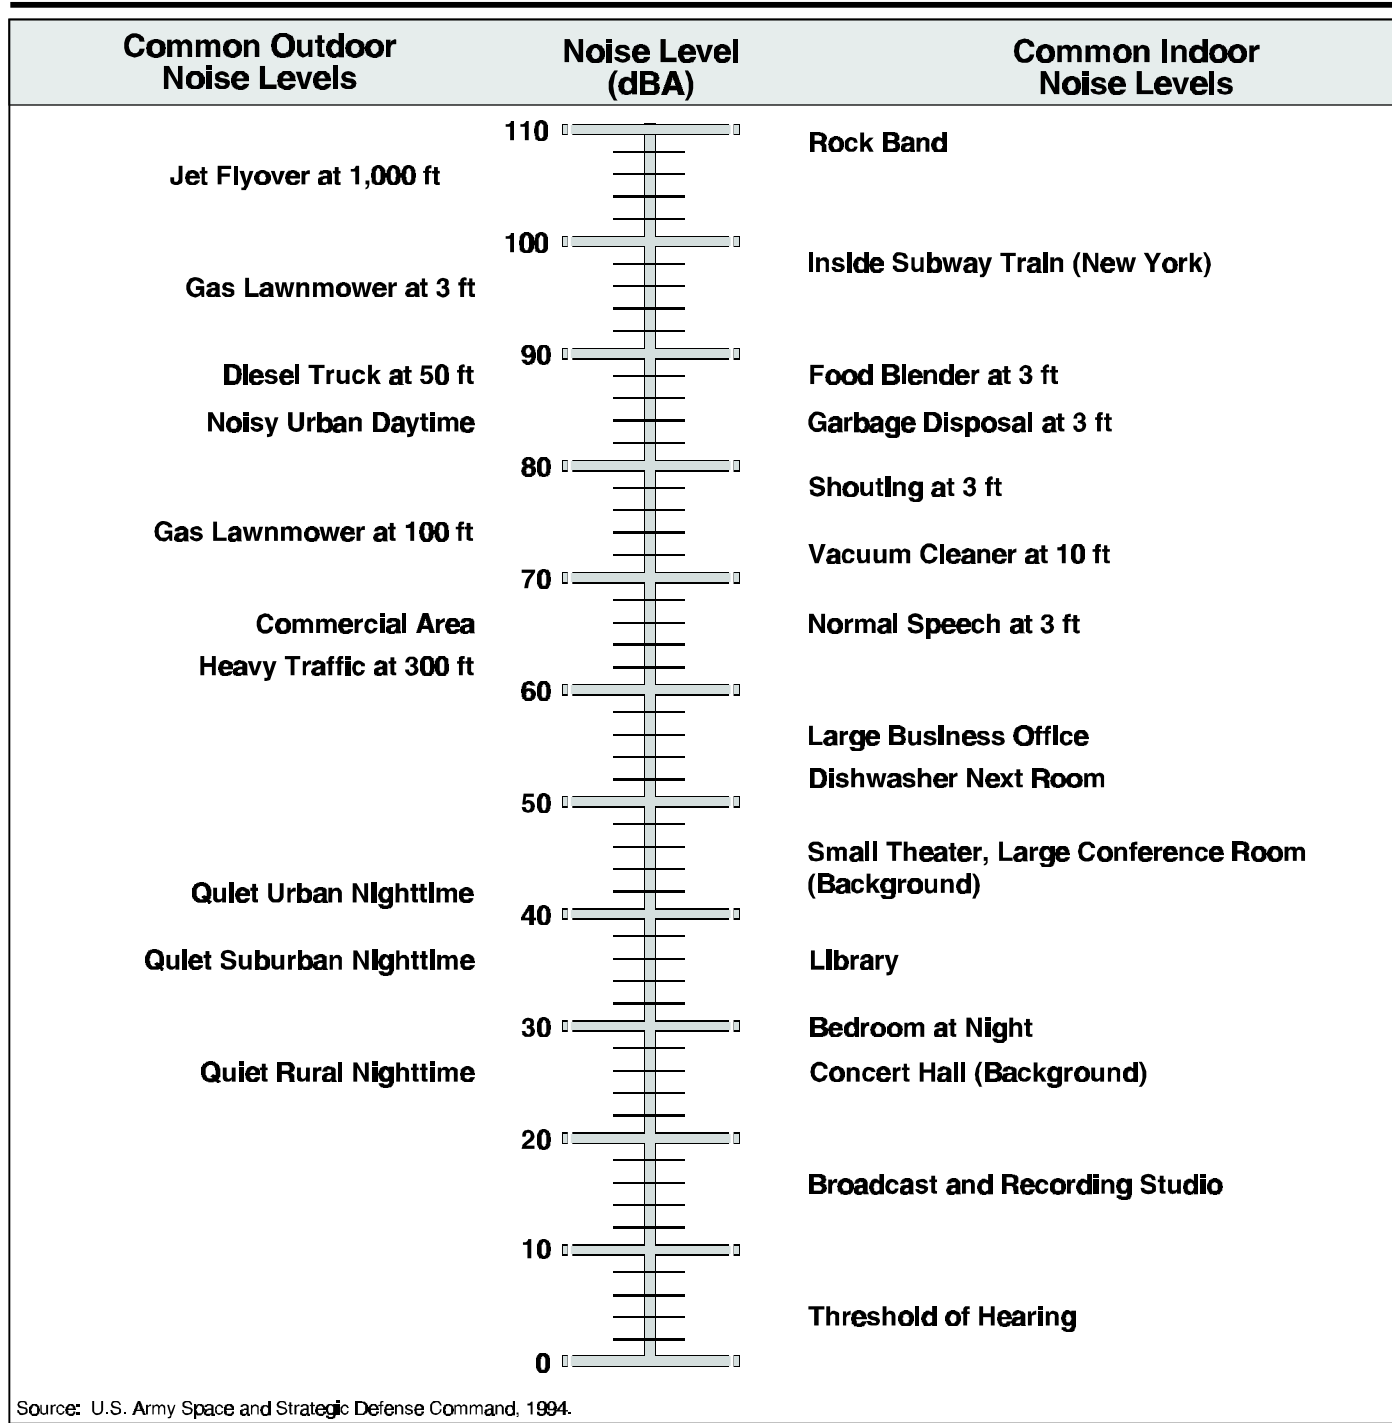 Common Outdoor
Noise Levels
Noise Level
(dBA)
Common Indoor
Noise Levels
110
Rock Band
Jet Flyover at 1,000 ft
100
Inside Subway Train (New York)
Gas Lawnmower at 3 ft
90
Diesel Truck at 50 ft
Food Blender at 3 ft
Noisy Urban Daytime
Garbage Disposal at 3 ft
80
Shouting at 3 ft
Gas Lawnmower at 100 ft
Vacuum Cleaner at 10 ft
70
Commercial Area
Normal Speech at 3 ft
Heavy Traffic at 300 ft
60
Large Business Office
Dishwasher Next Room
50
Small Theater, Large Conference Room
(Background)
Quiet Urban Nighttime
40
Quiet Suburban Nighttime
Library
30
Bedroom at Night
Quiet Rural Nighttime
Concert Hall (Background)
20
Broadcast and Recording Studio
10
Threshold of Hearing
0
Source: U.S. Army Space and Strategic Defense Command, 1994.